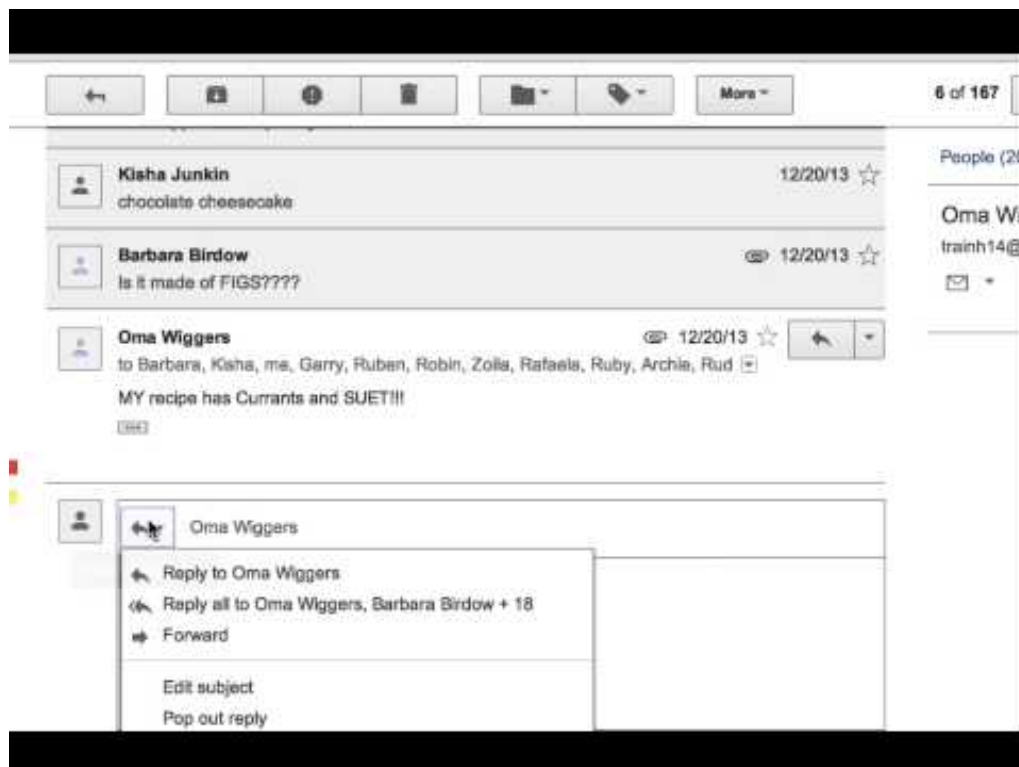 More
6 of 167
Kisha Junkin
12/20/13
chocolate cheesecake
People (20
Barbara Birdow
12/20/13
Is it made of FIGS????
Oma Wi
trainh14@
Oma Wiggers
12/20/13
to Barbara, Kisha, me, Garry, Ruben, Robin, Zolla, Rafaela, Ruby, Archie, Rud
MY recipe has Currants and SUET!!!
Oma Wiggers
Reply to Oma Wiggers
Reply all to Oma Wiggers, Barbara Birdow + 18
Forward
Edit subject
Pop out reply